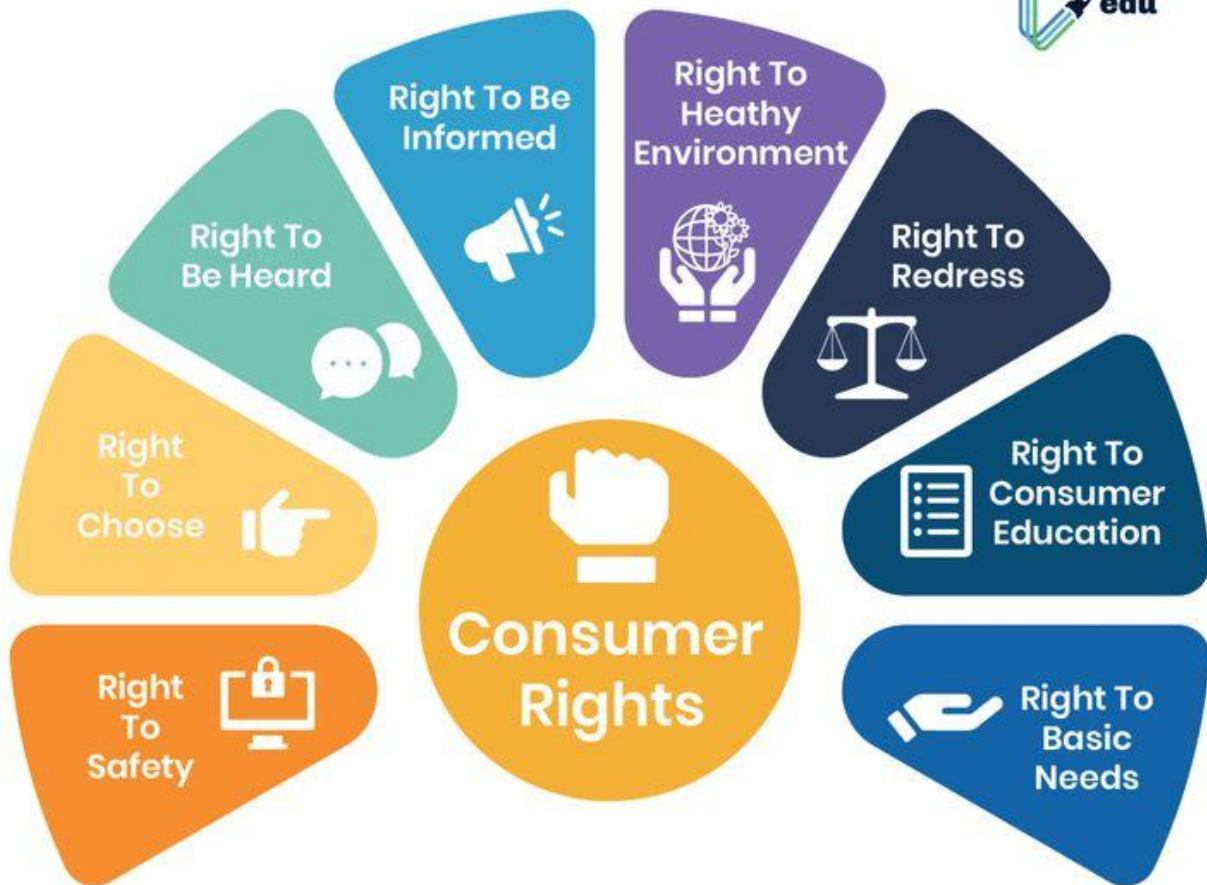 edu
Right To Be
Informed
Right To
Heathy
Environment
Right To
Be Heard
Right To
Redress
Right
To
Choose
Right To
Consumer
Education
Consumer
Rights
Right
To
Safety
Right To
Basic
Needs